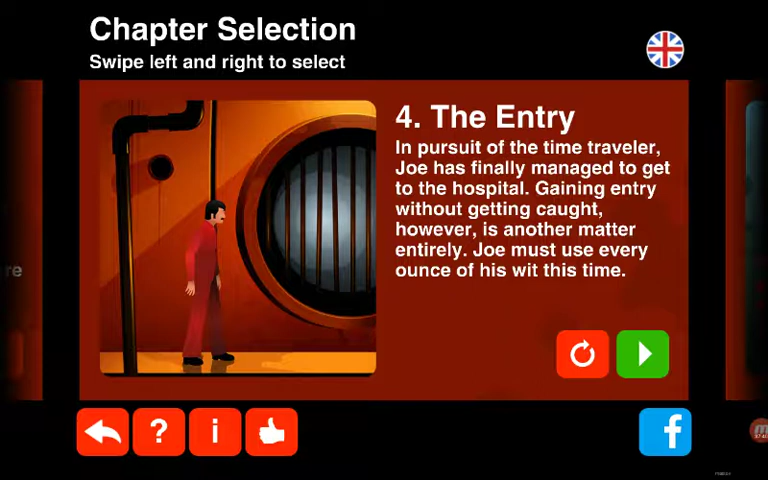 Chapter Selection
Swipe left and right to select
4. The Entry
In pursuit of the time traveler,
Joe has finally managed to get
to the hospital. Gaining entry
without getting caught,
however, is another matter
entirely. Joe must use every
ounce of his wit this time.
re
? i f